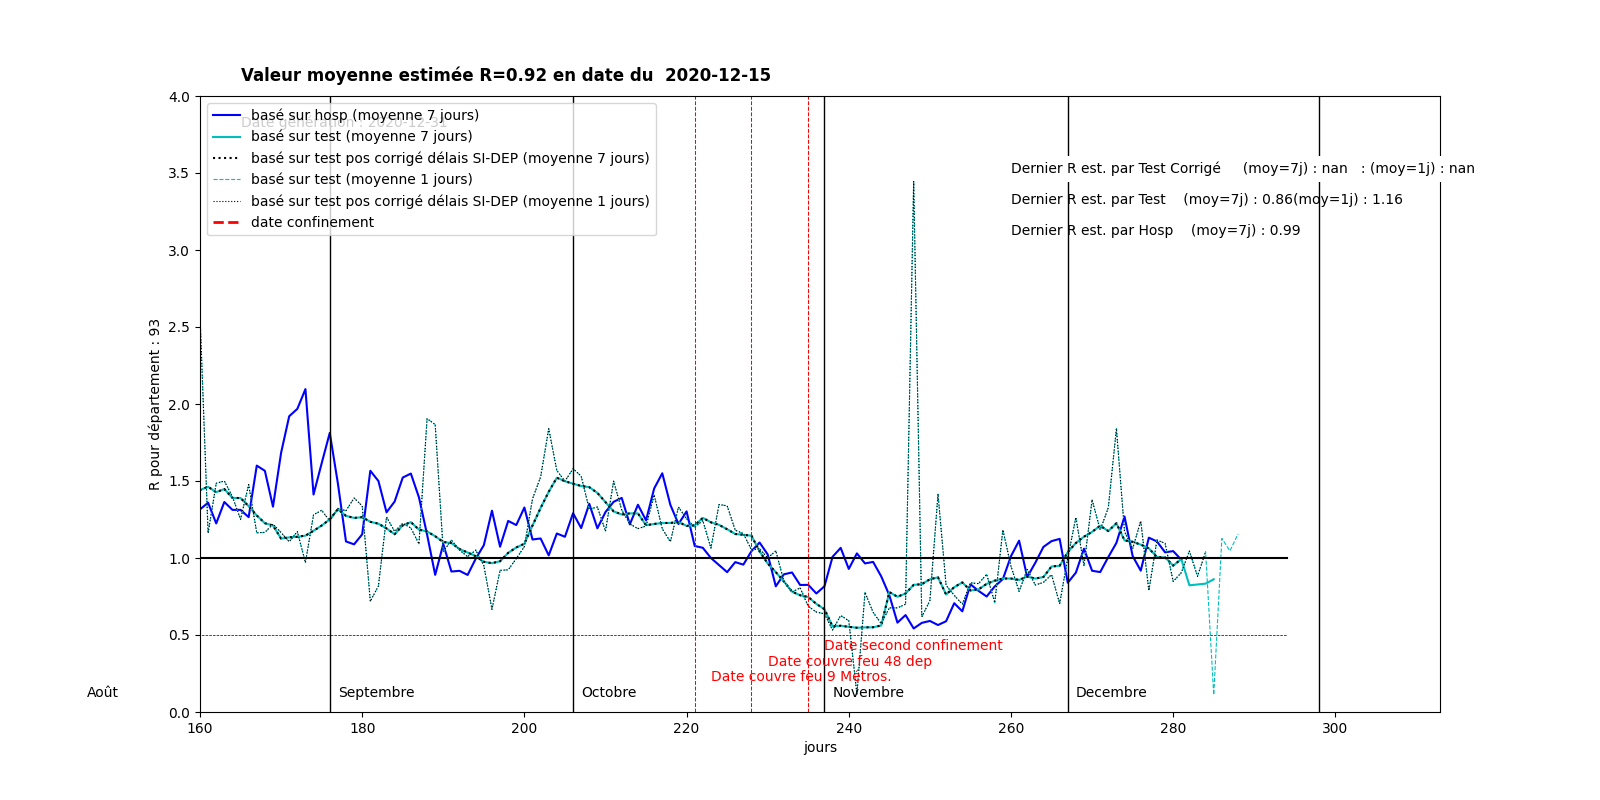 Valeur moyenne estimée R=0.92 en date du  2020-12-15
Date génération : 2020-12-31
basé sur hosp (moyenne 7 jours)
basé sur test (moyenne 7 jours)
basé sur test pos corrigé délais SI-DEP (moyenne 7 jours)
basé sur test (moyenne 1 jours)
basé sur test pos corrigé délais SI-DEP (moyenne 1 jours)
date confinement
Dernier R est. par Test Corrigé     (moy=7j) : nan   : (moy=1j) : nan
Dernier R est. par Test    (moy=7j) : 0.86(moy=1j) : 1.16
Dernier R est. par Hosp    (moy=7j) : 0.99
R pour département : 93
4.0
3.5
3.0
2.5
2.0
1.5
1.0
0.5
0.0
Date second confinement
Date couvre feu 48 dep
Date couvre feu 9 Métros.
Août Septembre Octobre Novembre Decembre
160 180 200 220 240 260 280 300
jours